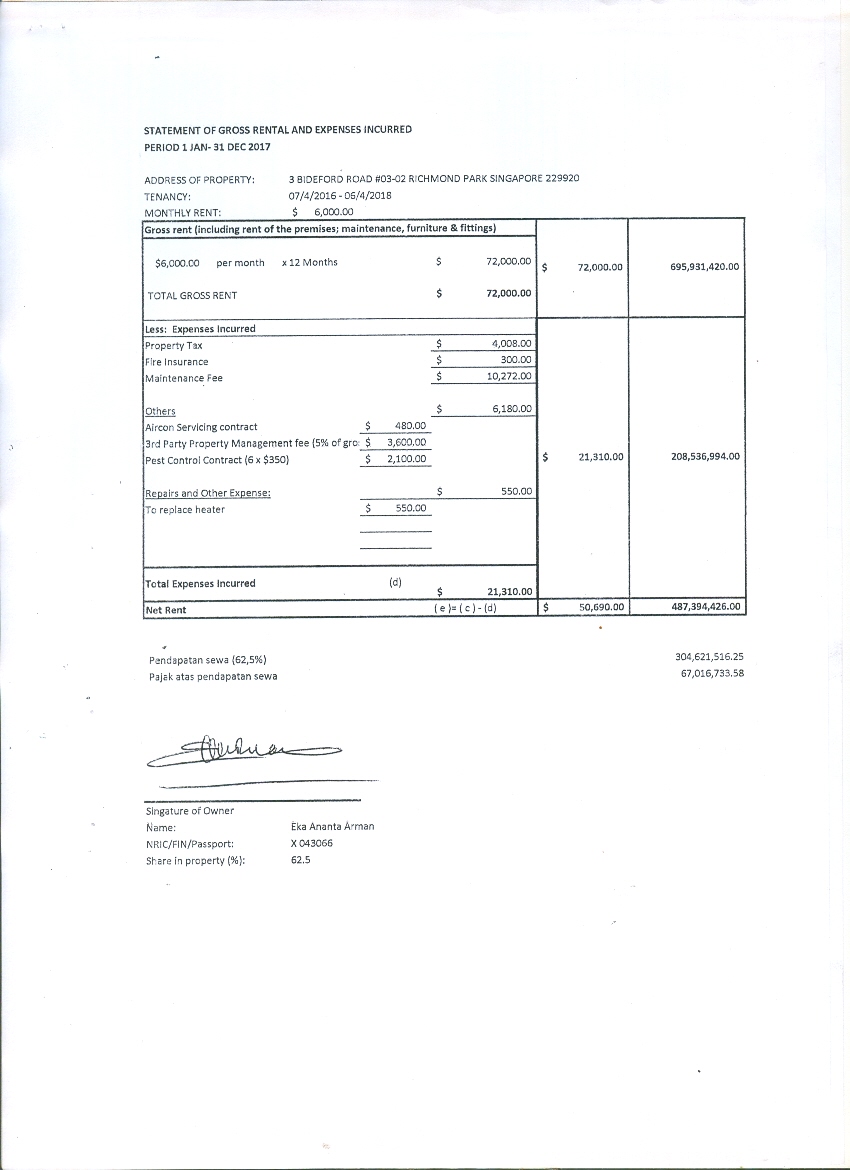 STATEMENT OF GROSS RENTAL AND EXPENSES INCURRED
PERIOD 1 JAN- 31 DEC 2017
ADDRESS OF PROPERTY: 3 BIDEFORD ROAD #03-02 RICHMOND PARK SINGAPORE 229920
TENANCY: 07/4/2016 - 06/4/2018
MONTHLY RENT: $ 6,000.00
Gross rent (including rent of the premises; maintenance, furniture & fittings)
$6,000.00 per month x 12 Months $ 72,000.00 $ 72,000.00 695,931,420.00
TOTAL GROSS RENT $ 72,000.00
Less: Expenses Incurred
Property Tax $ 4,008.00
Fire Insurance $ 300.00
Maintenance Fee $ 10,272.00
Others $ 6,180.00
Aircon Servicing contract $ 480.00
3rd Party Property Management fee (5% of gro: $ 3,600.00
Pest Control Contract (6 x $350) $ 2,100.00 $ 21,310.00 208,536,994.00
Repairs and Other Expense: $ 550.00
To replace heater $ 550.00
Total Expenses Incurred (d) $ 21,310.00
Net Rent ( e )= ( c ) - (d) $ 50,690.00 487,394,426.00
Pendapatan sewa (62,5%) 304,621,516.25
Pajak atas pendapatan sewa 67,016,733.58
Singature of Owner
Name: Eka Ananta Arman
NRIC/FIN/Passport: X 043066
Share in property (%): 62.5